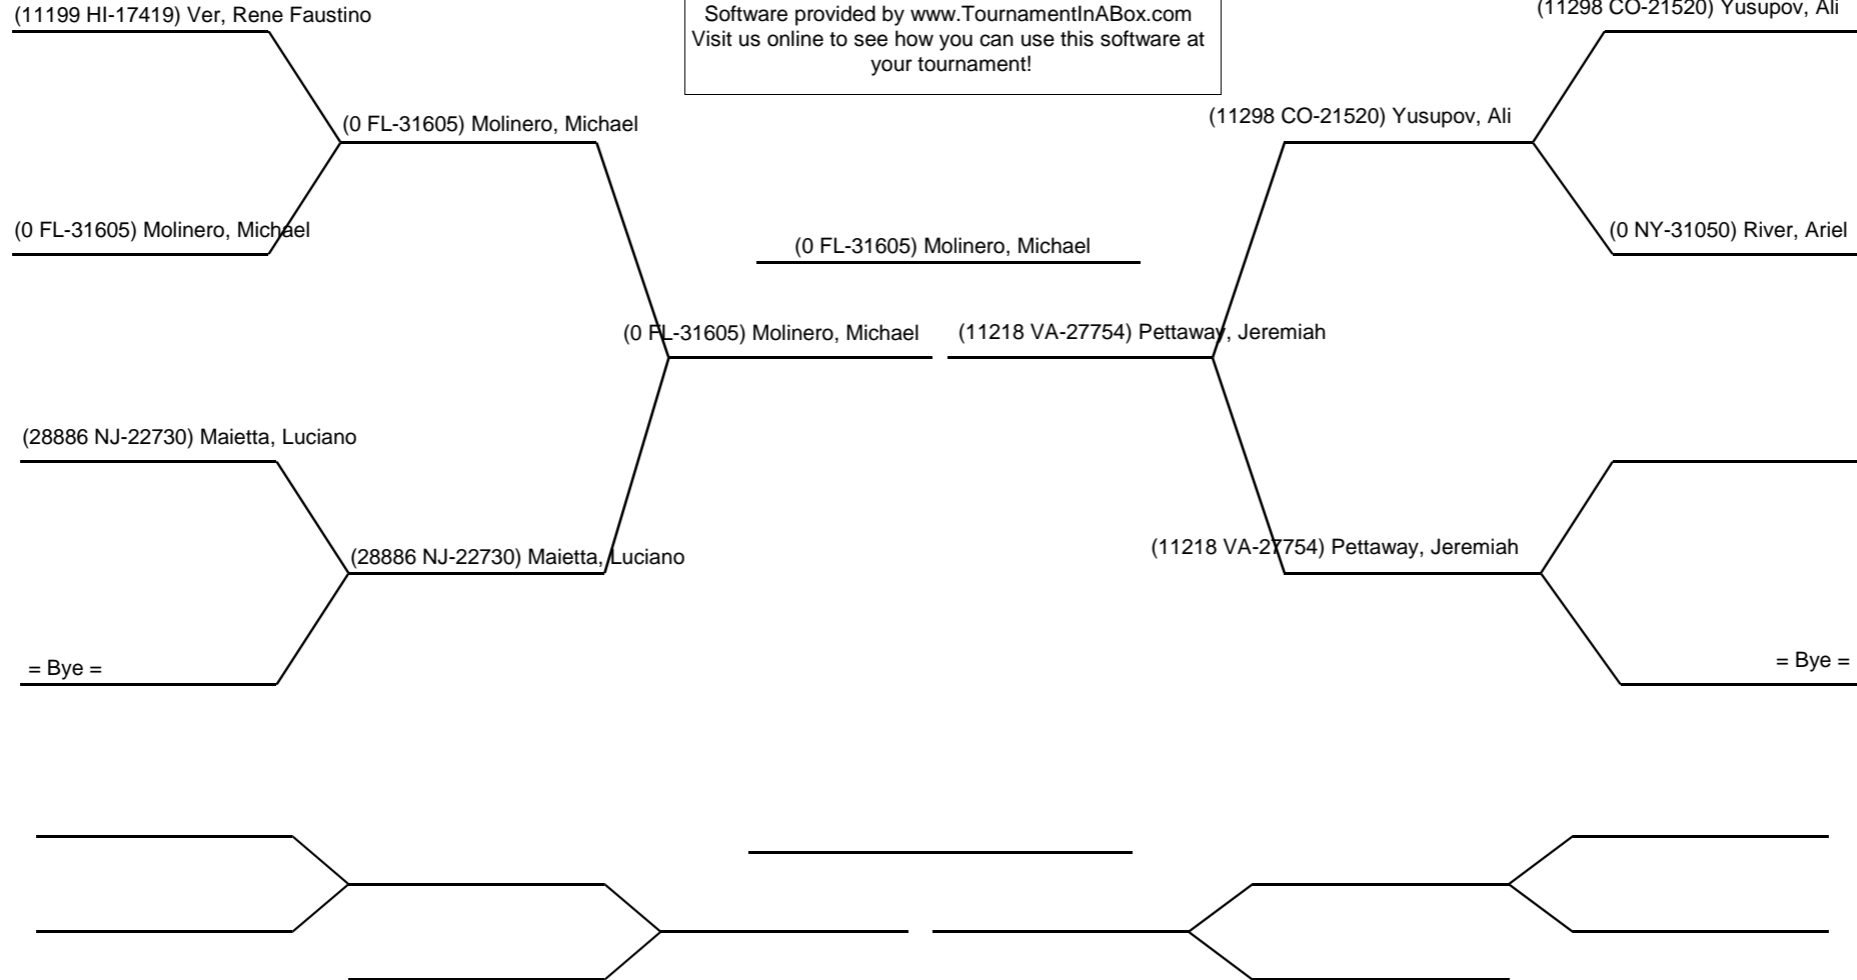 (11199 HI-17419) Ver, Rene Faustino
Software provided by www.TournamentInABox.com
Visit us online to see how you can use this software at
your tournament!
(11298 CO-21520) Yusupov, Ali
(0 FL-31605) Molinero, Michael
(11298 CO-21520) Yusupov, Ali
(0 FL-31605) Molinero, Michael
(0 FL-31605) Molinero, Michael
(0 NY-31050) River, Ariel
(0 FL-31605) Molinero, Michael
(11218 VA-27754) Pettaway, Jeremiah
(28886 NJ-22730) Maietta, Luciano
(28886 NJ-22730) Maietta, Luciano
(11218 VA-27754) Pettaway, Jeremiah
= Bye =
= Bye =